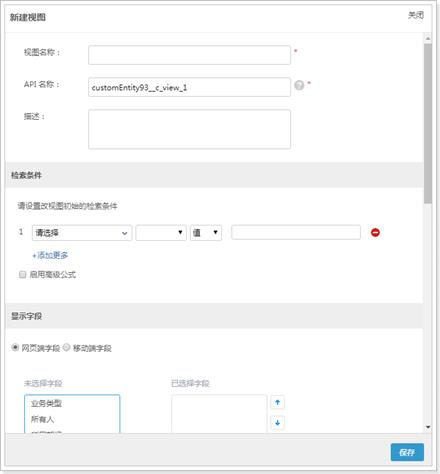 新建视图 关闭
视图名称： *
API 名称： customEntity93__c_view_1 ? *
描述：
检索条件
请设置改视图初始的检索条件
1 请选择 值
+添加更多
启用高级公式
显示字段
网页端字段 移动端字段
未选择字段 已选择字段
业务类型
所有人
保存